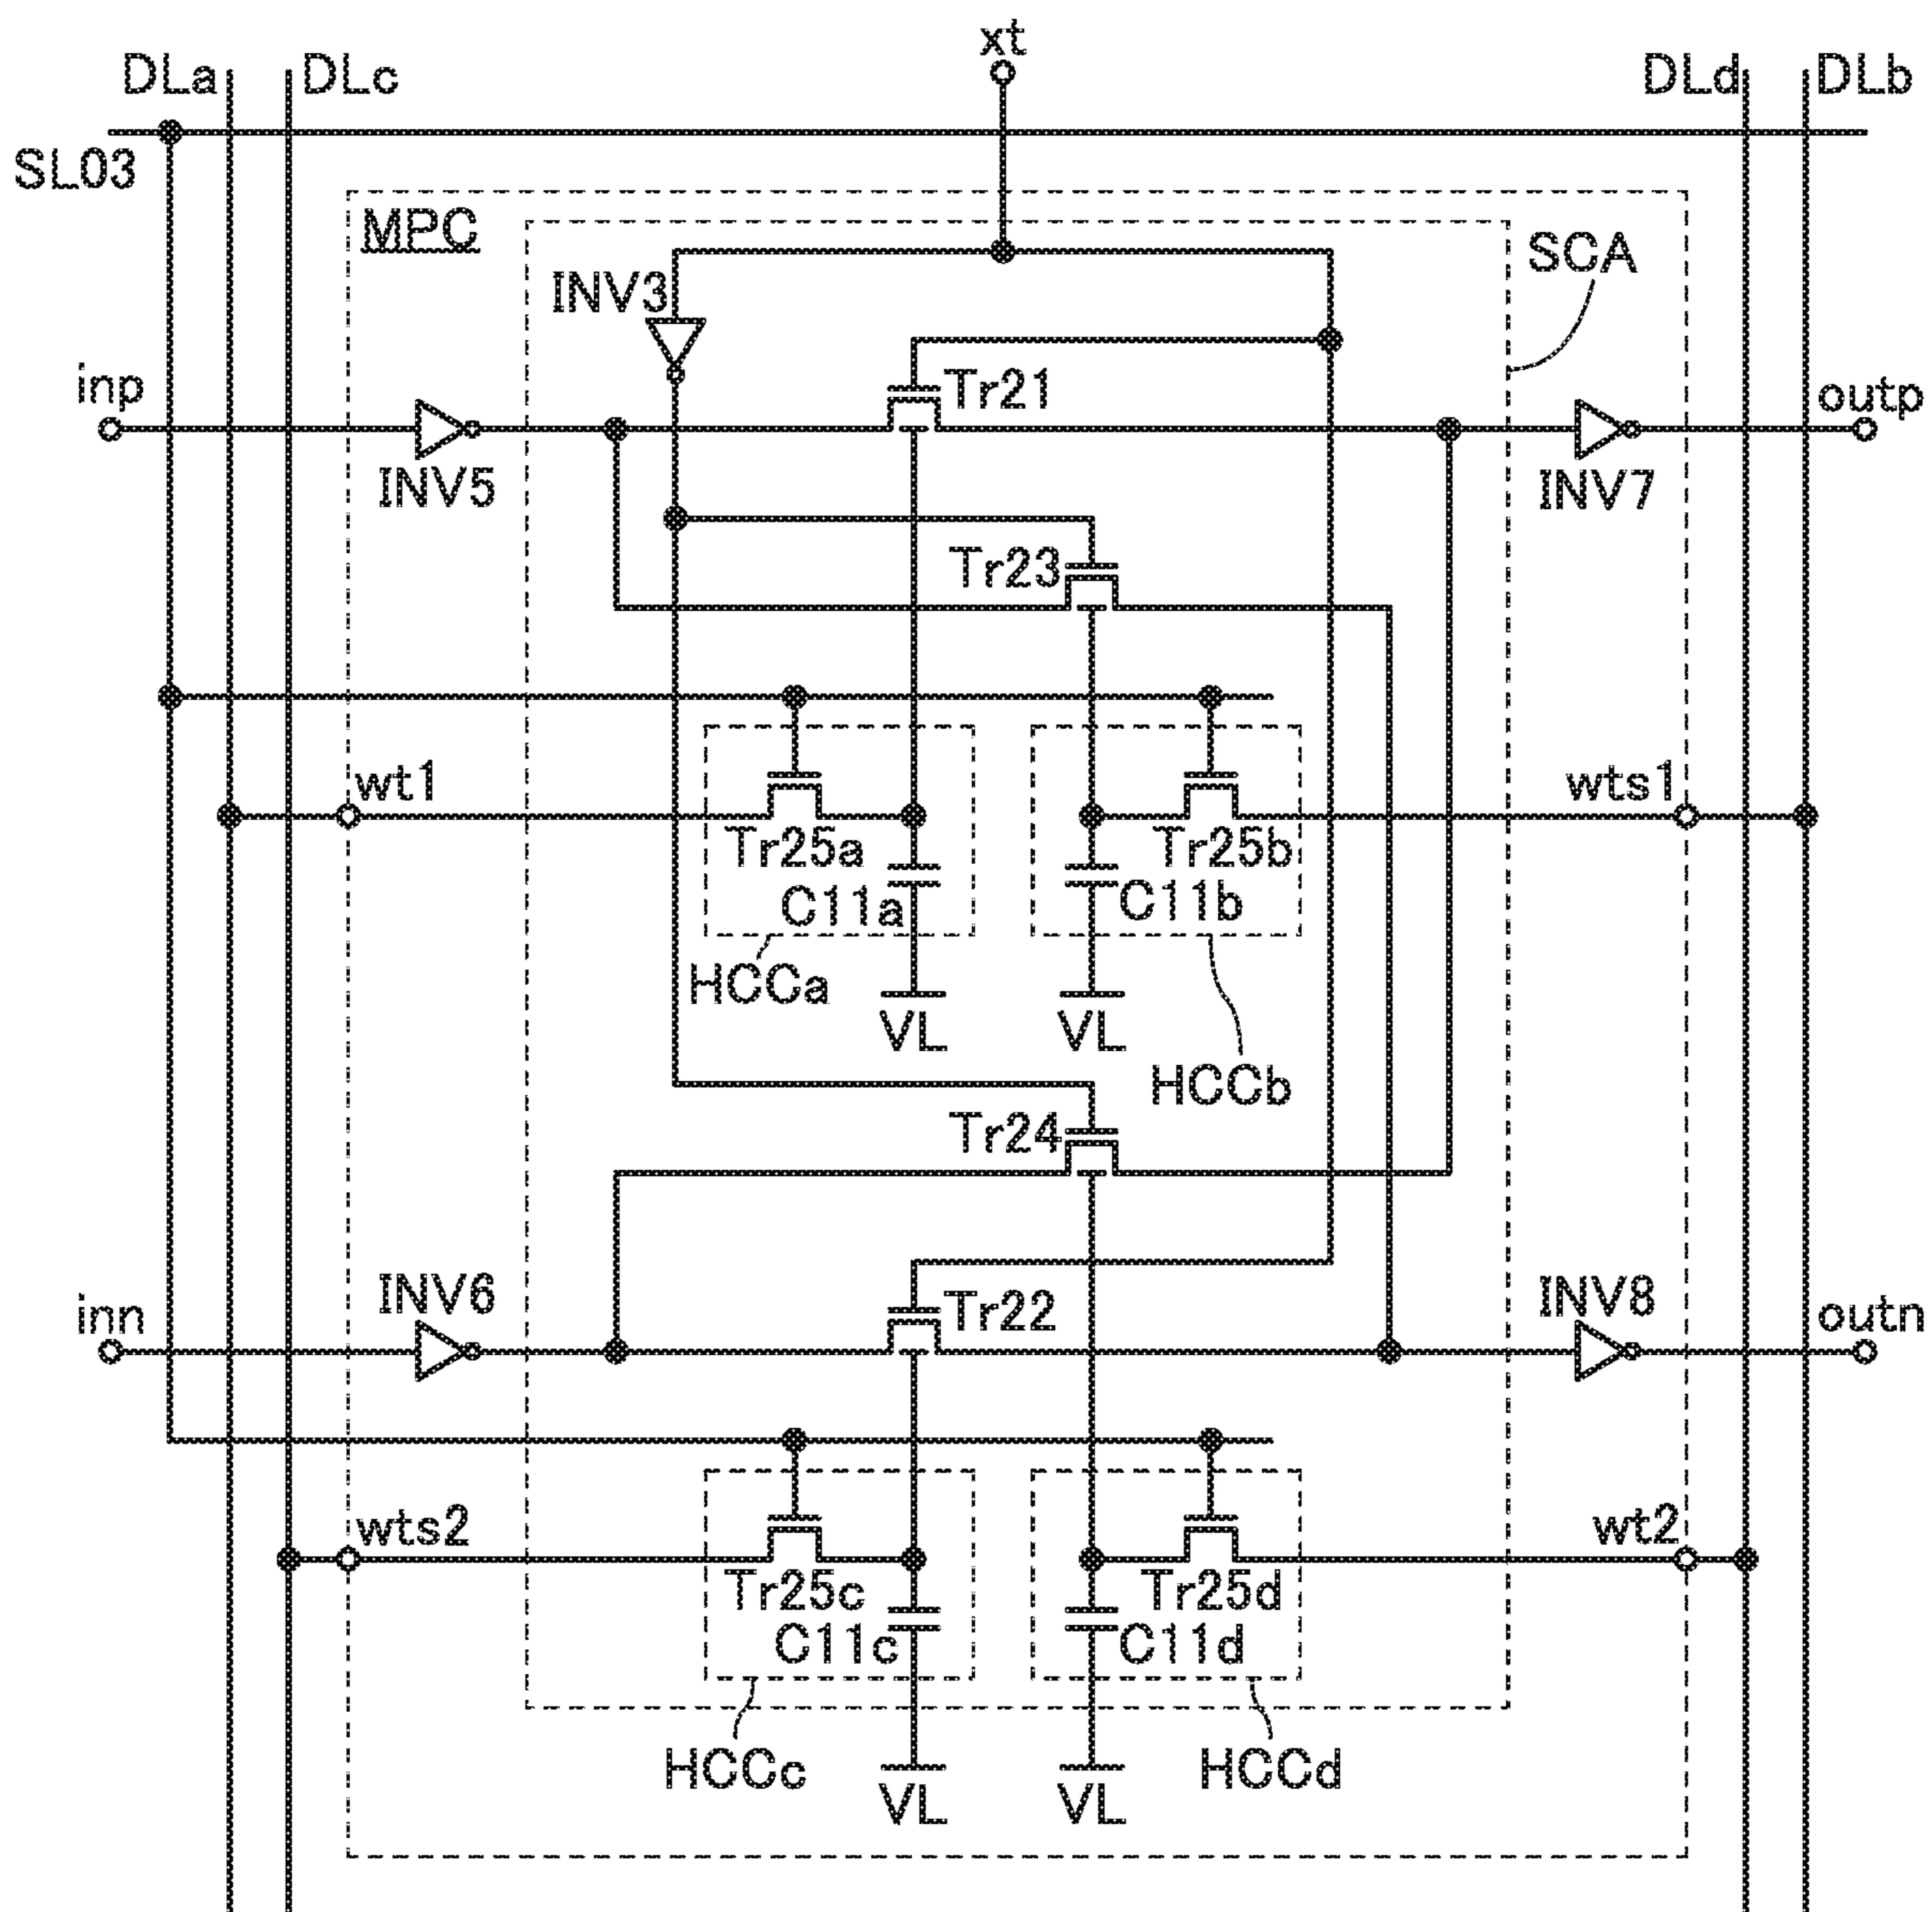 xt
DLa
DLc
DLd
DLb
SL03
MPC
SCA
INV3
inp
Tr21
outp
INV5
INV7
Tr23
wt1
wts1
Tr25a
Tr25b
C11a
C11b
HCCa
VL
VL
HCCb
Tr24
INV6
INV8
inn
Tr22
outn
wts2
wt2
Tr25c
Tr25d
C11c
C11d
HCCc
HCCd
VL
VL